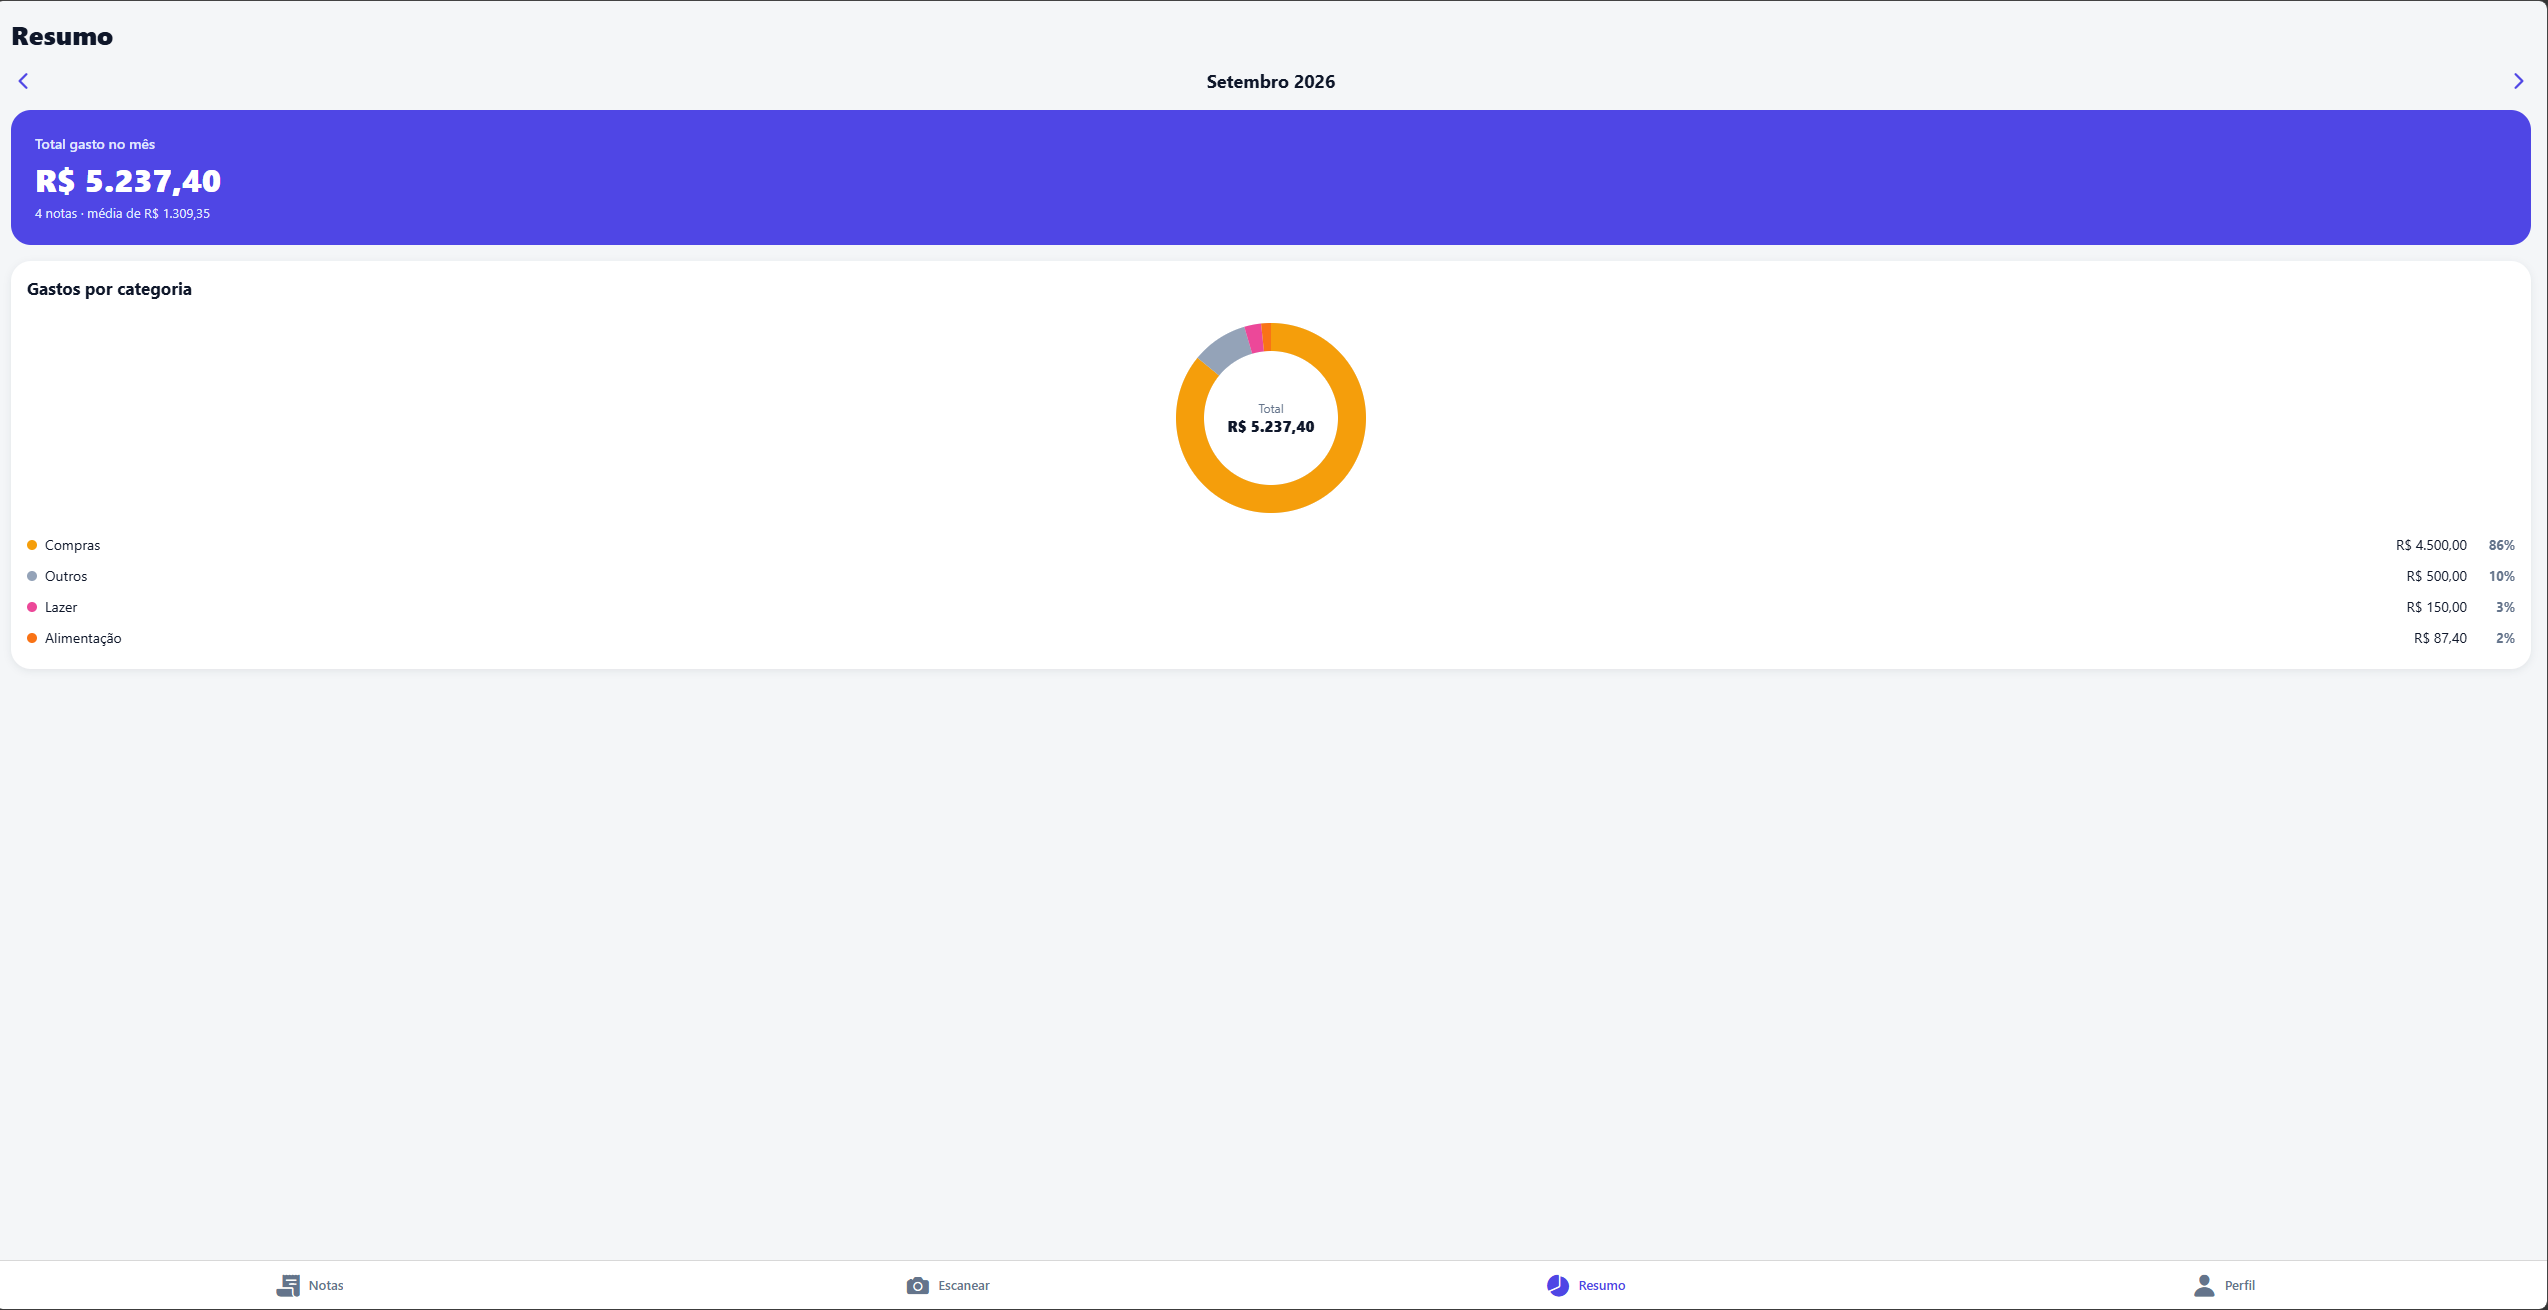 Resumo
Setembro 2026
Total gasto no mês
R$ 5.237,40
4 notas · média de R$ 1.309,35
Gastos por categoria
Total
R$ 5.237,40
Compras R$ 4.500,00 86%
Outros R$ 500,00 10%
Lazer R$ 150,00 3%
Alimentação R$ 87,40 2%
Notas Escanear Resumo Perfil